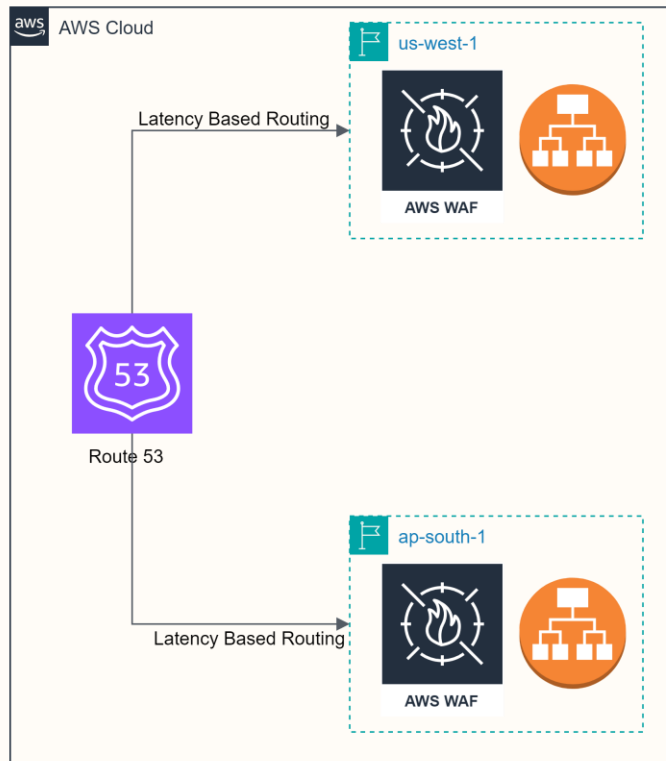 aws
AWS Cloud
us-west-1
Latency Based Routing
AWS WAF
53
Route 53
ap-south-1
Latency Based Routing
AWS WAF